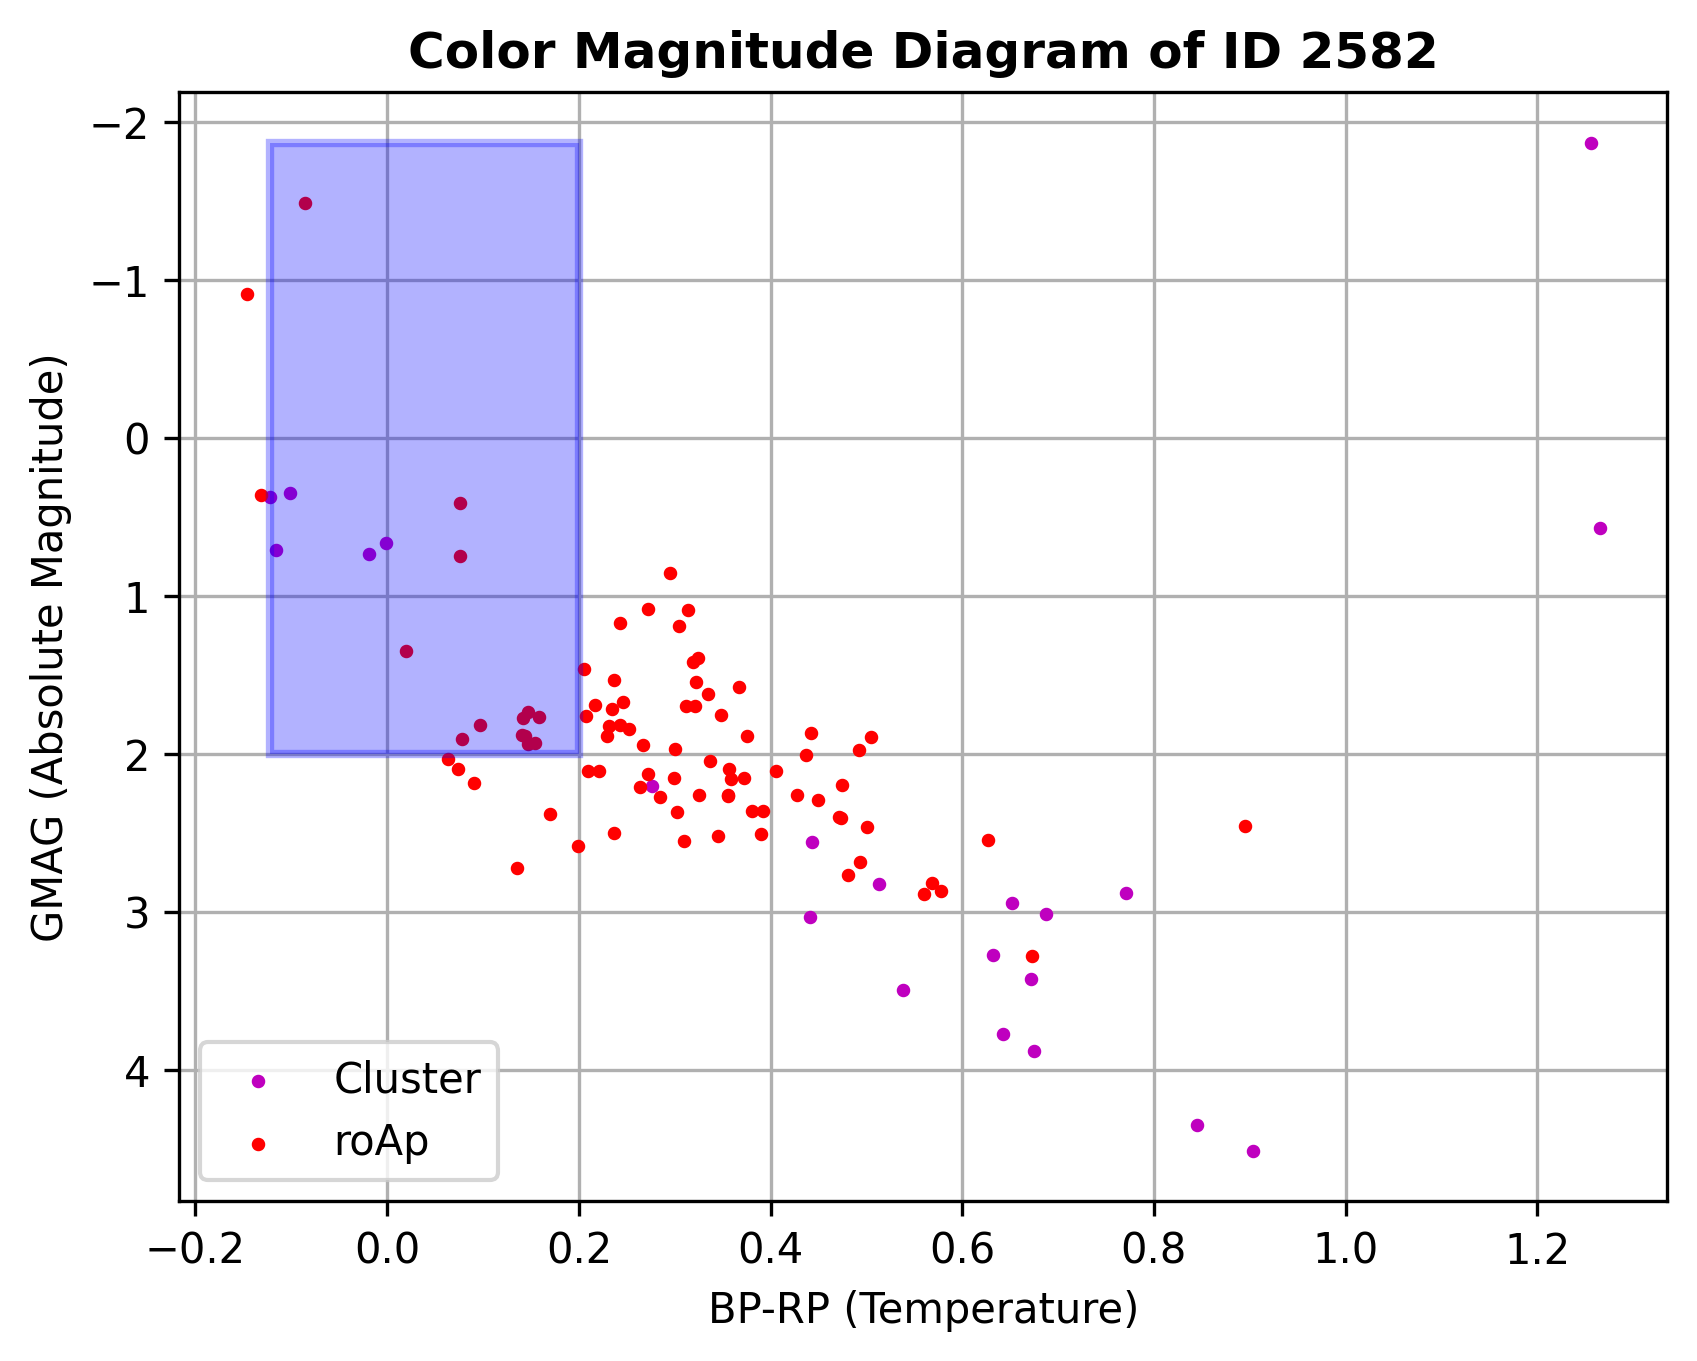 Color Magnitude Diagram of ID 2582
GMAG (Absolute Magnitude)
−2
−1
0
1
2
3
4
Cluster
roAp
−0.2 0.0 0.2 0.4 0.6 0.8 1.0 1.2
BP-RP (Temperature)